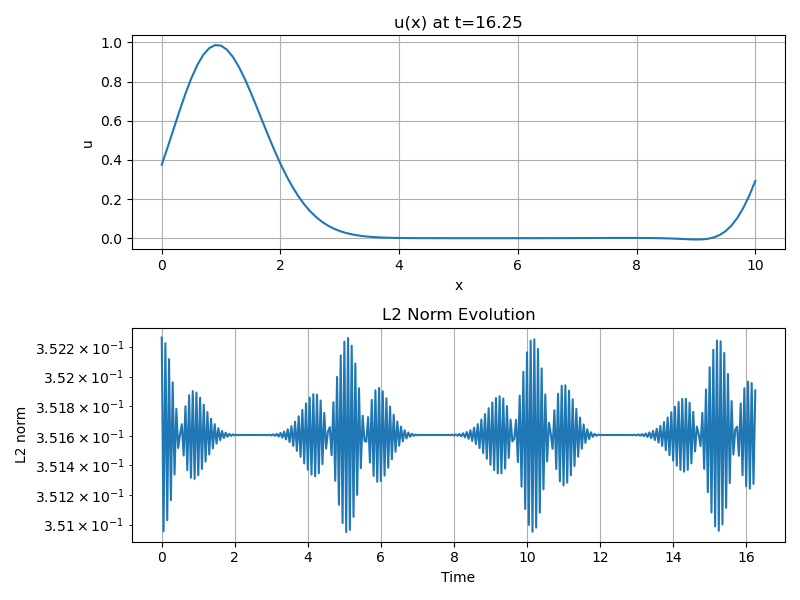 u(x) at t=16.25
1.0
0.8
0.6
0.4
0.2
0.0
u
0 2 4 6 8 10
x
L2 Norm Evolution
3.522 × 10⁻¹
3.52 × 10⁻¹
3.518 × 10⁻¹
3.516 × 10⁻¹
3.514 × 10⁻¹
3.512 × 10⁻¹
3.51 × 10⁻¹
L2 norm
0 2 4 6 8 10 12 14 16
Time